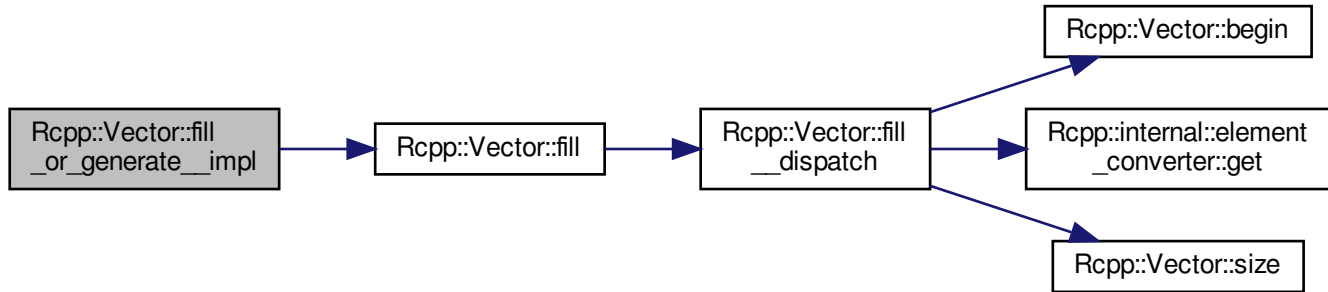 Rcpp::Vector::fill
_or_generate__impl
Rcpp::Vector::fill
Rcpp::Vector::fill
__dispatch
Rcpp::Vector::begin
Rcpp::internal::element
_converter::get
Rcpp::Vector::size